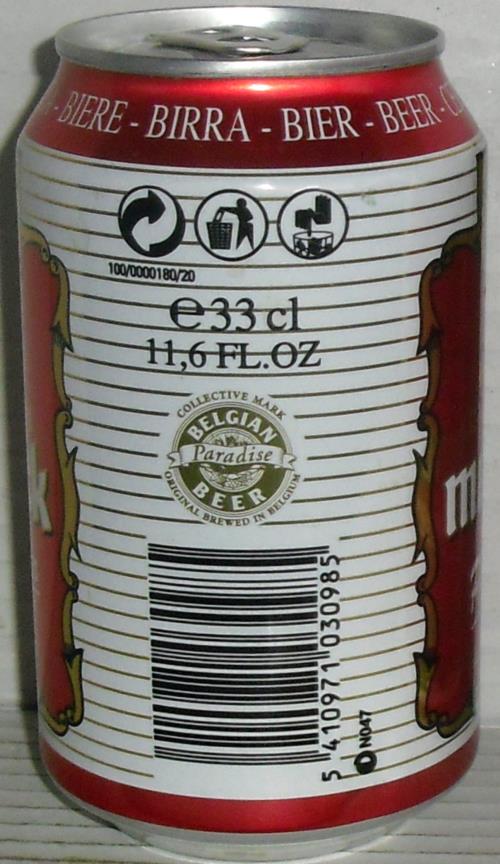 - BIERE - BIRRA - BIER - BEER -
100/0000180/20
℮33 cl
11,6 FL.OZ
COLLECTIVE MARK
BELGIAN
Paradise
BEER
ORIGINAL BREWED IN BELGIUM
5 410971 030985
N047
k
m